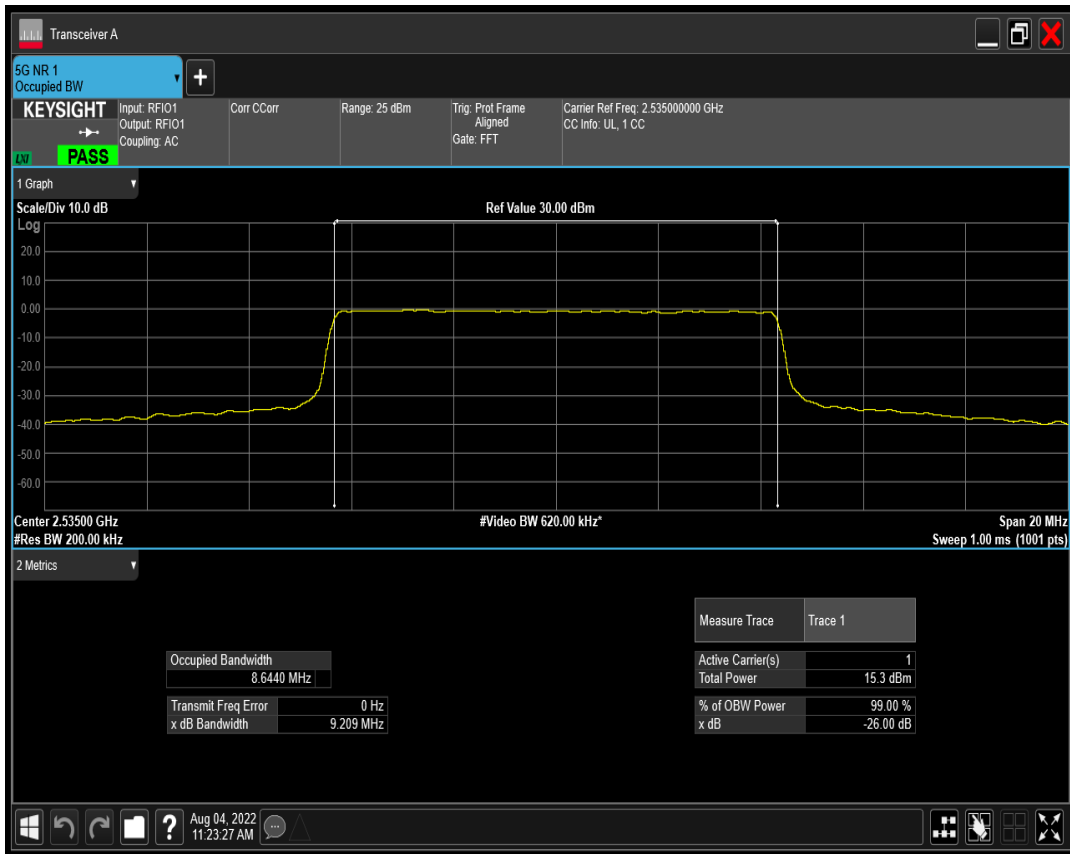 Transceiver A
5G NR 1
Occupied BW
KEYSIGHT
Input: RFIO1
Output: RFIO1
Coupling: AC
Corr CCorr
Range: 25 dBm
Trig: Prot Frame
Aligned
Gate: FFT
Carrier Ref Freq: 2.535000000 GHz
CC Info: UL, 1 CC
LXI
PASS
1 Graph
Scale/Div 10.0 dB
Ref Value 30.00 dBm
Log
20.0
10.0
0.00
-10.0
-20.0
-30.0
-40.0
-50.0
-60.0
Center 2.53500 GHz
#Video BW 620.00 kHz*
Span 20 MHz
#Res BW 200.00 kHz
Sweep 1.00 ms (1001 pts)
2 Metrics
Measure Trace Trace 1
Occupied Bandwidth
8.6440 MHz
Active Carrier(s) 1
Total Power 15.3 dBm
Transmit Freq Error 0 Hz
x dB Bandwidth 9.209 MHz
% of OBW Power 99.00 %
x dB -26.00 dB
?
Aug 04, 2022
11:23:27 AM